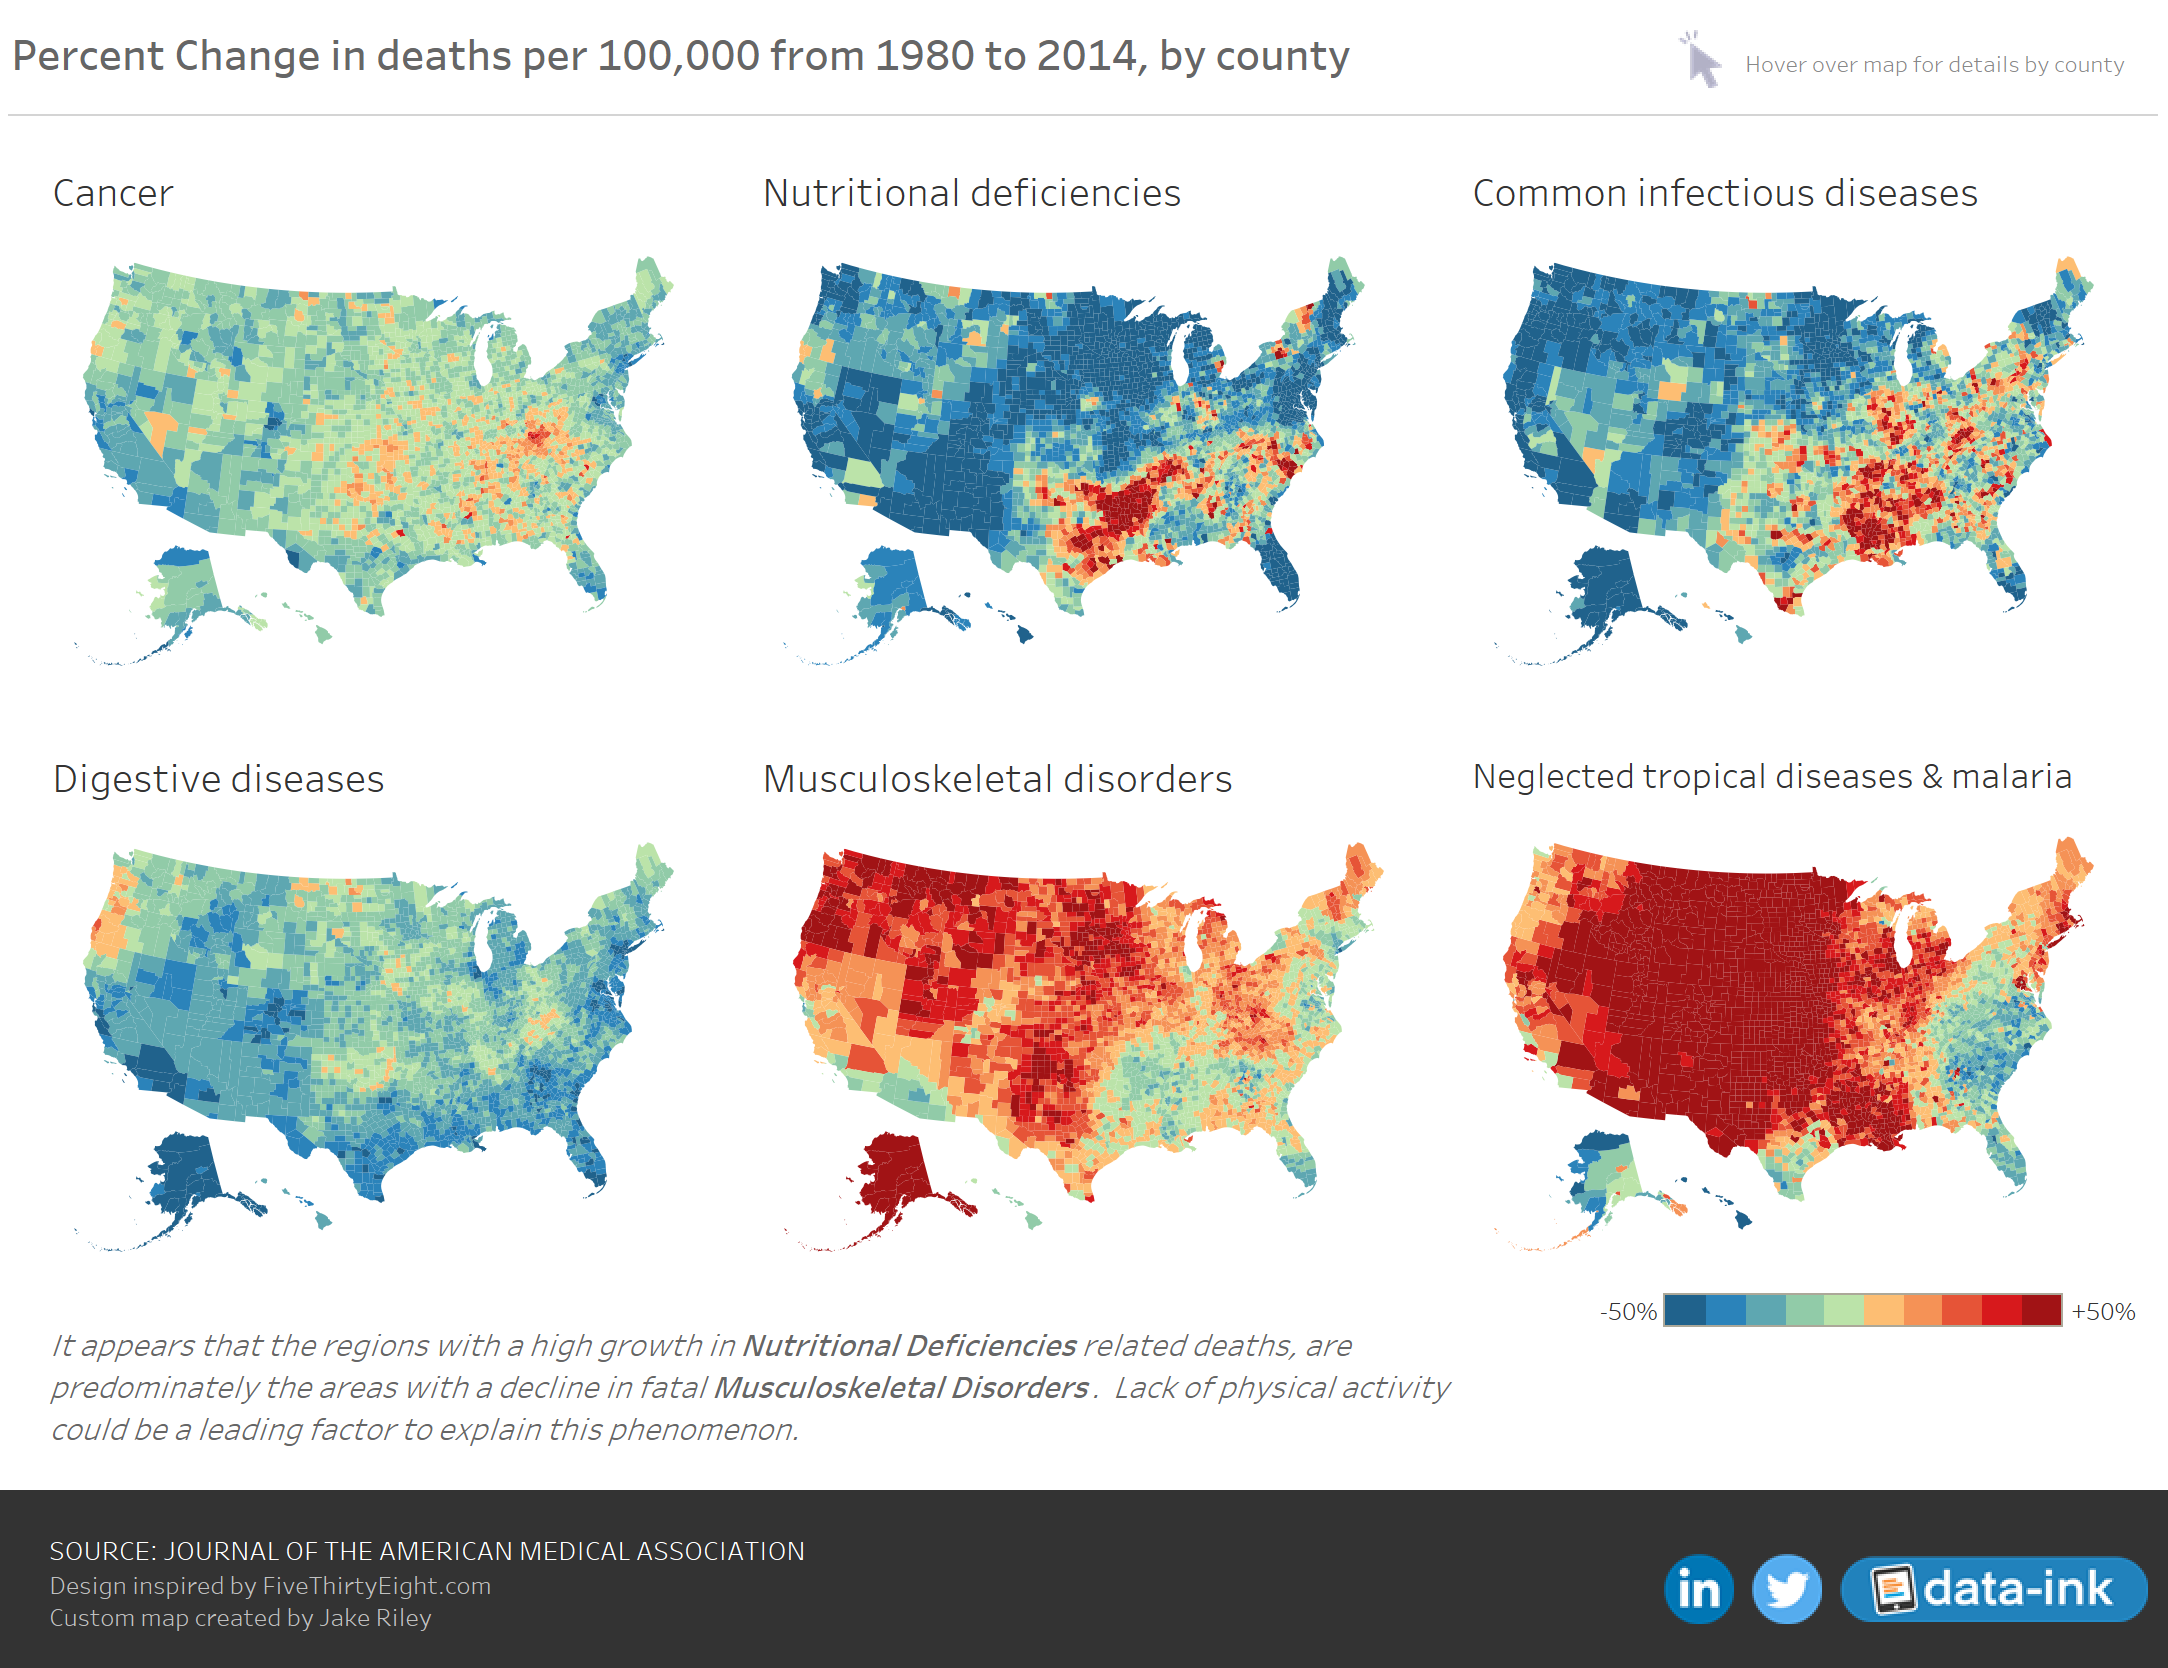 Percent Change in deaths per 100,000 from 1980 to 2014, by county
Hover over map for details by county
Cancer
Nutritional deficiencies
Common infectious diseases
Digestive diseases
Musculoskeletal disorders
Neglected tropical diseases & malaria
-50%
+50%
It appears that the regions with a high growth in Nutritional Deficiencies related deaths, are
predominately the areas with a decline in fatal Musculoskeletal Disorders.  Lack of physical activity
could be a leading factor to explain this phenomenon.
SOURCE: JOURNAL OF THE AMERICAN MEDICAL ASSOCIATION
Design inspired by FiveThirtyEight.com
Custom map created by Jake Riley
in
data-ink